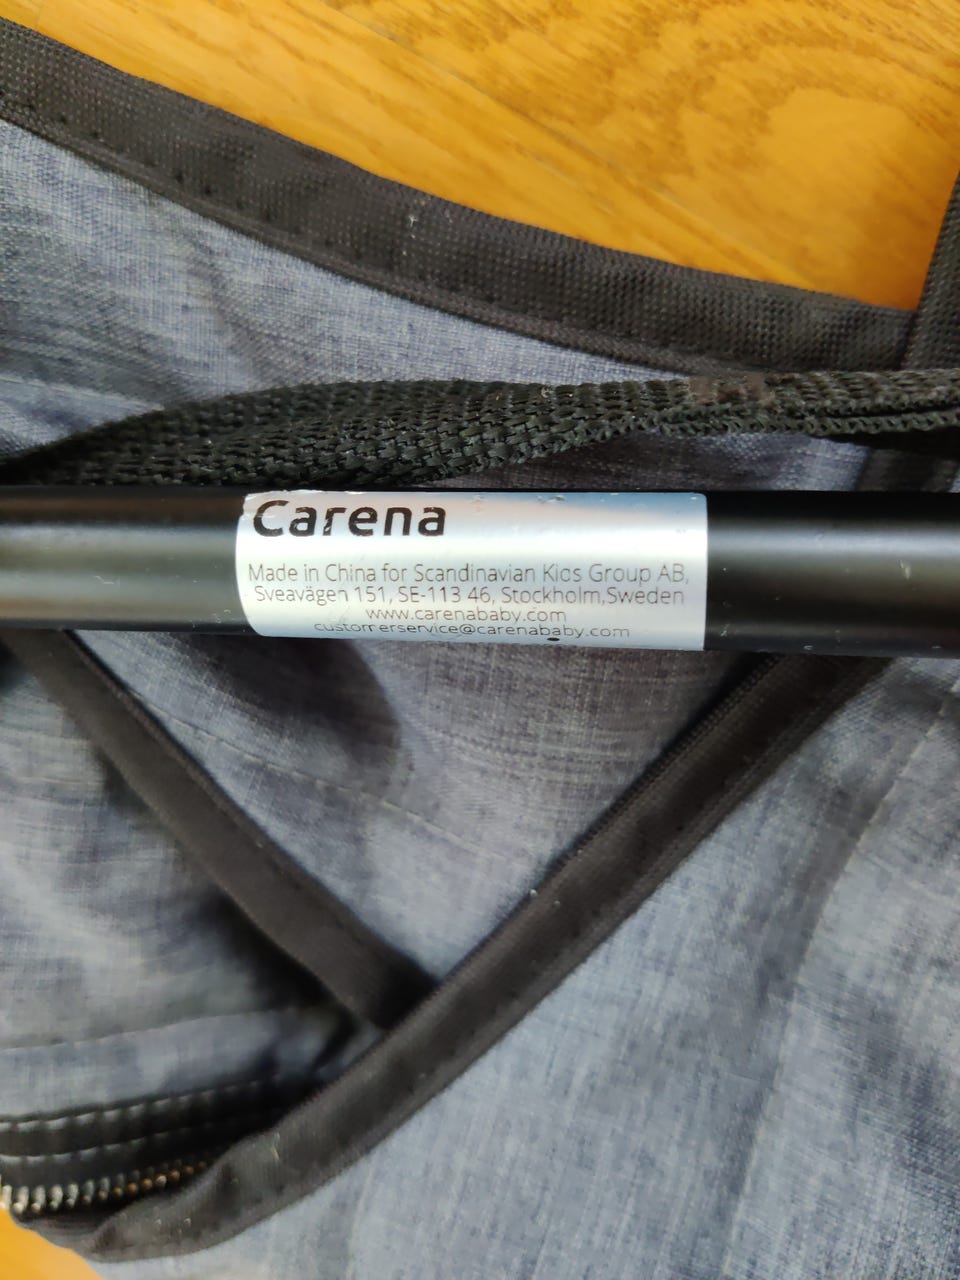 Carena
Made in China for Scandinavian Kids Group AB,
Sveavägen 151, SE-113 46, Stockholm,Sweden
www.carenababy.com
customerservice@carenababy.com